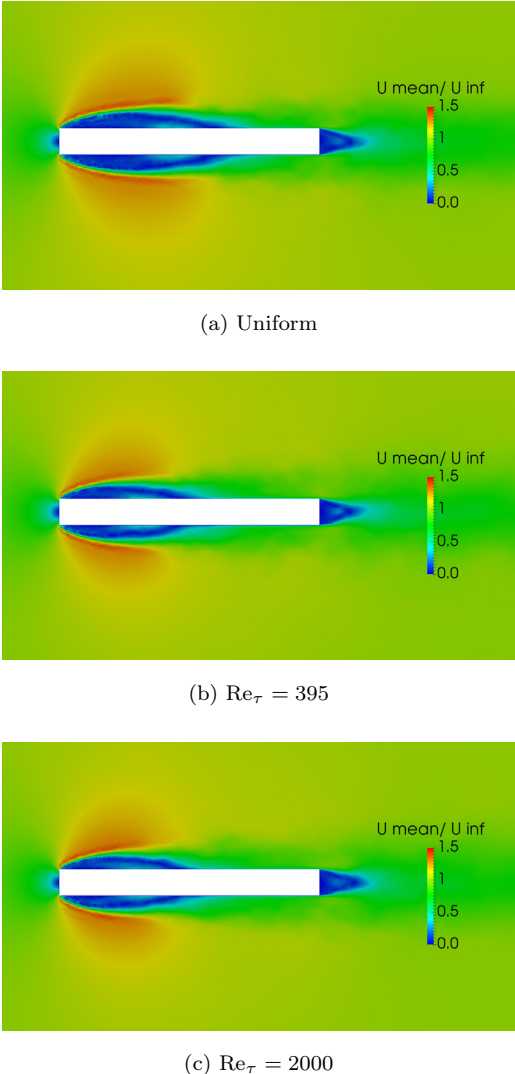 U mean/ U inf
1.5
1
0.5
0.0
(a) Uniform
U mean/ U inf
1.5
1
0.5
0.0
(b) Re_τ = 395
U mean/ U inf
1.5
1
0.5
0.0
(c) Re_τ = 2000